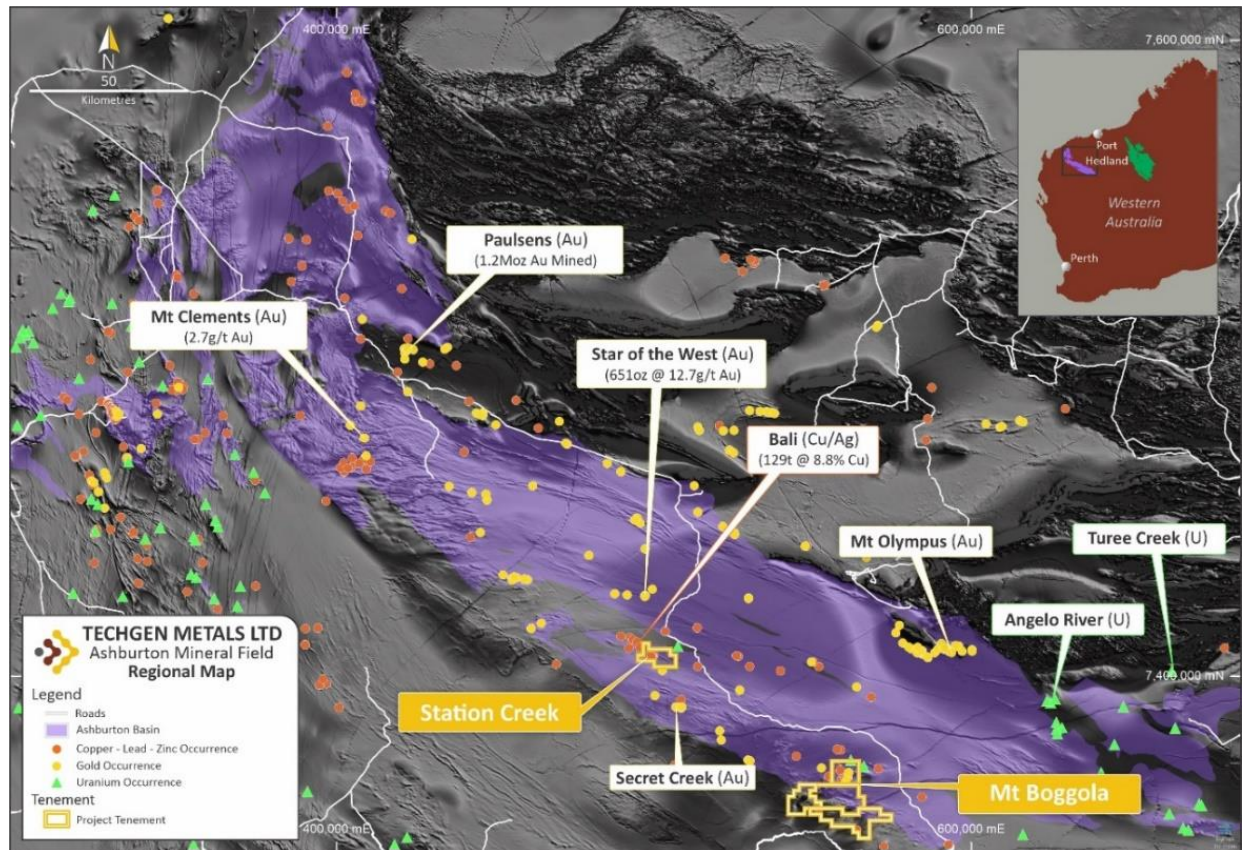 400,000 mE
600,000 mE
7,600,000 mN
N
50
Kilometres
Port
Hedland
Western
Australia
Perth
Paulsens (Au)
(1.2Moz Au Mined)
Mt Clements (Au)
(2.7g/t Au)
Star of the West (Au)
(651oz @ 12.7g/t Au)
Bali (Cu/Ag)
(129t @ 8.8% Cu)
Mt Olympus (Au)
Turee Creek (U)
Angelo River (U)
7,400,000 mN
Station Creek
Secret Creek (Au)
Mt Boggola
TECHGEN METALS LTD
Ashburton Mineral Field
Regional Map
Legend
Roads
Ashburton Basin
Copper - Lead - Zinc Occurrence
Gold Occurrence
Uranium Occurrence
Tenement
Project Tenement
400,000 mE
600,000 mE